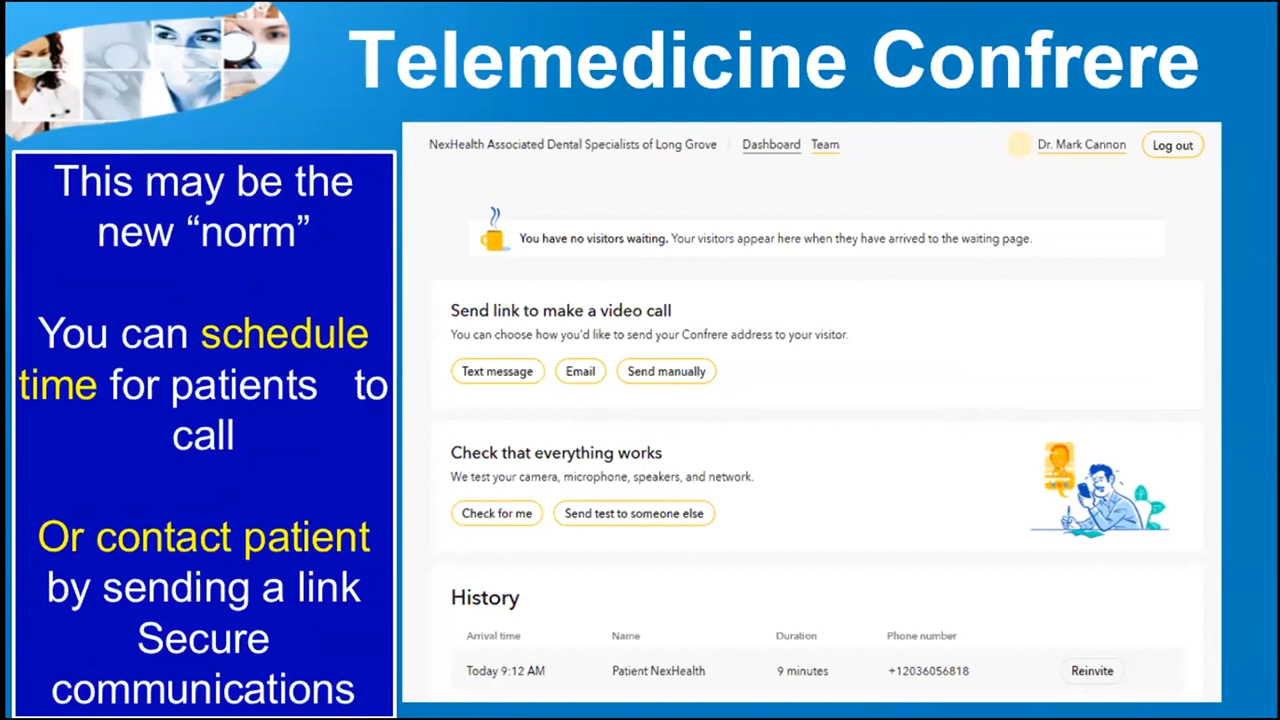 Telemedicine Confrere
This may be the
new “norm”
You can schedule
time for patients to
call
Or contact patient
by sending a link
Secure
communications
NexHealth Associated Dental Specialists of Long Grove
Dashboard
Team
Dr. Mark Cannon
Log out
You have no visitors waiting. Your visitors appear here when they have arrived to the waiting page.
Send link to make a video call
You can choose how you'd like to send your Confrere address to your visitor.
Text message
Email
Send manually
Check that everything works
We test your camera, microphone, speakers, and network.
Check for me
Send test to someone else
History
Arrival time Name Duration Phone number
Today 9:12 AM Patient NexHealth 9 minutes +12036056818 Reinvite